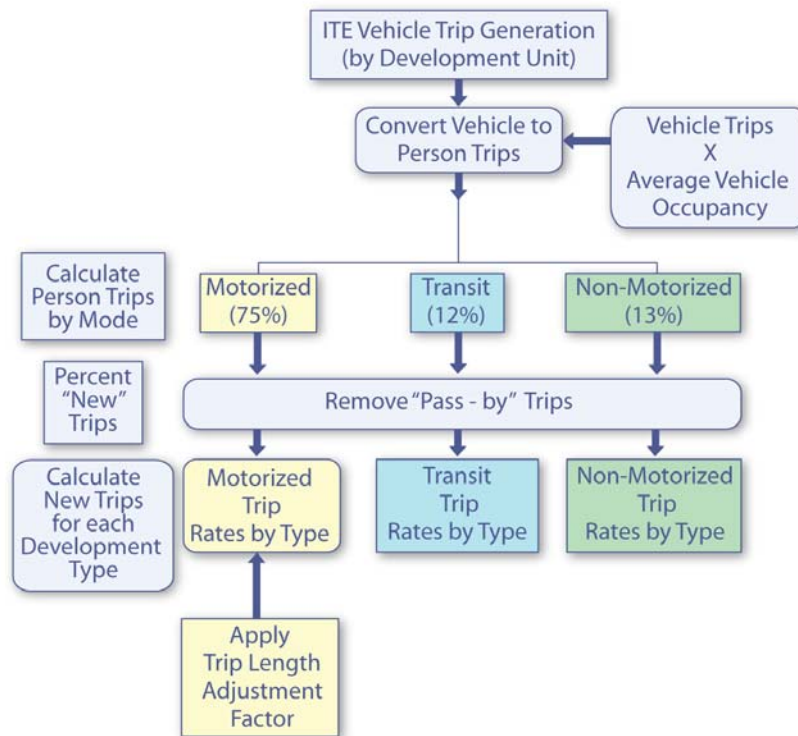 ITE Vehicle Trip Generation
(by Development Unit)
Convert Vehicle to
Person Trips
Vehicle Trips
X
Average Vehicle
Occupancy
Calculate
Person Trips
by Mode
Motorized
(75%)
Transit
(12%)
Non-Motorized
(13%)
Percent
“New”
Trips
Remove “Pass - by” Trips
Calculate
New Trips
for each
Development
Type
Motorized
Trip
Rates by Type
Transit
Trip
Rates by Type
Non-Motorized
Trip
Rates by Type
Apply
Trip Length
Adjustment
Factor